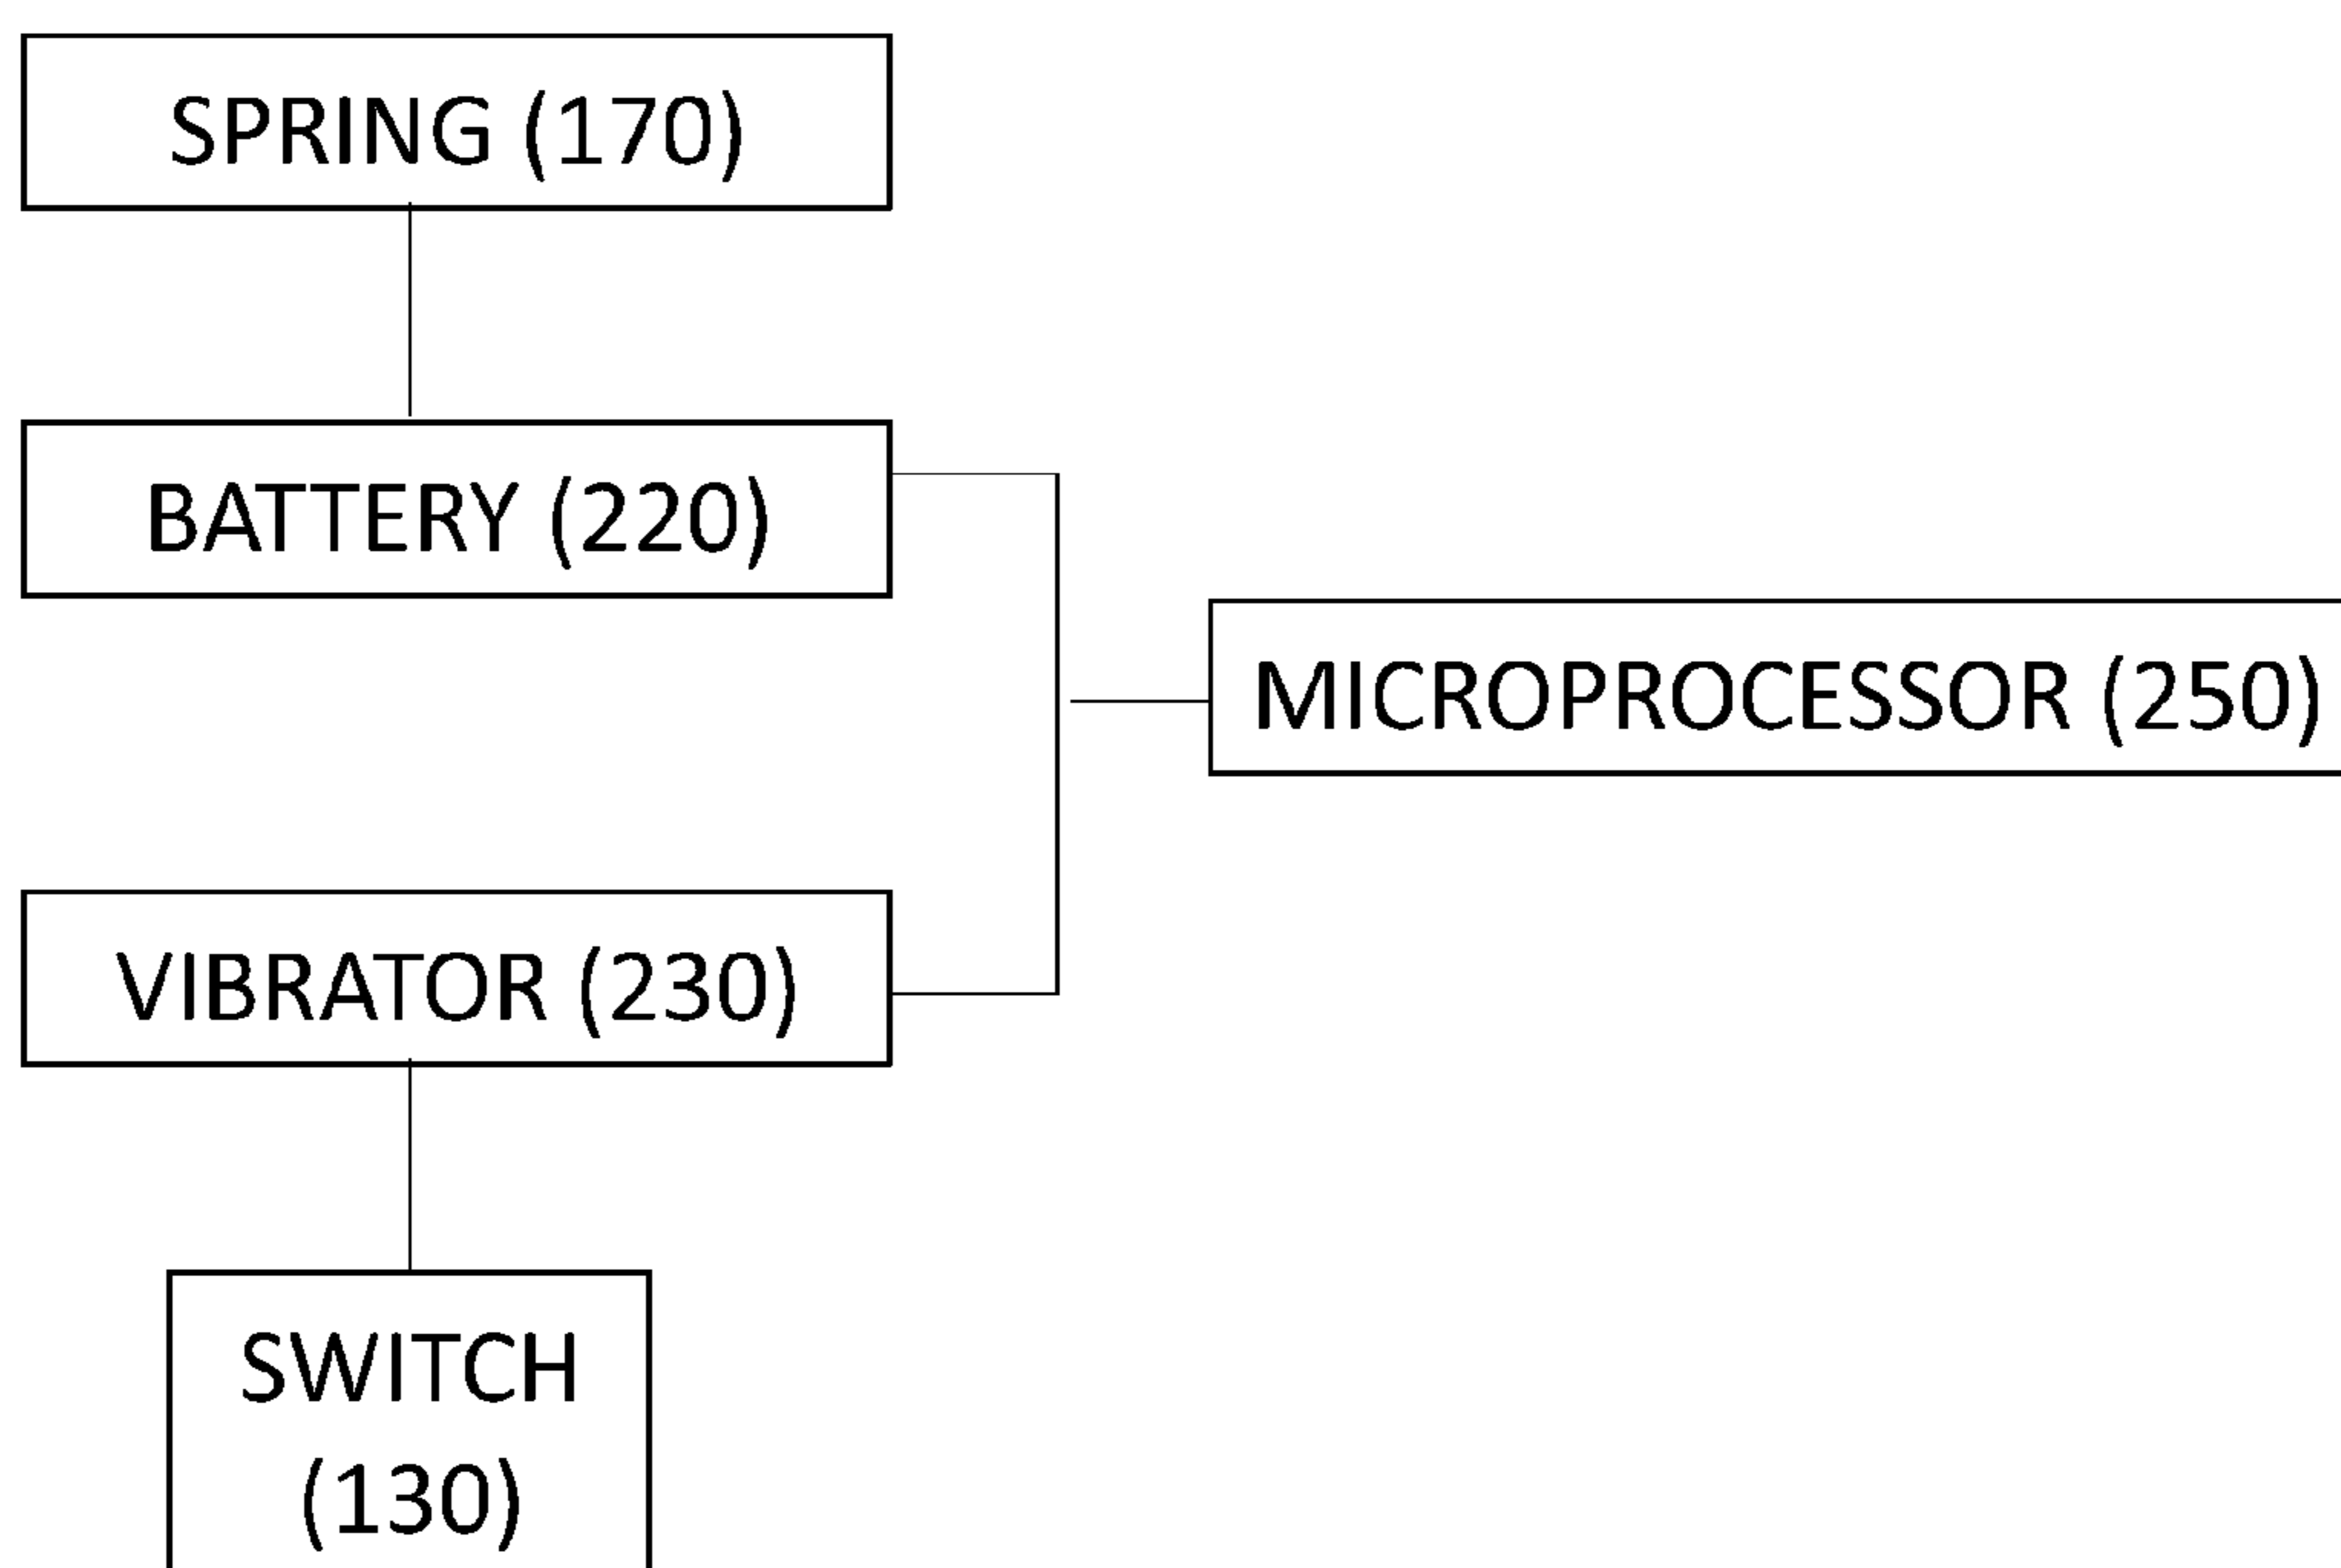 SPRING (170)
BATTERY (220)
MICROPROCESSOR (250)
VIBRATOR (230)
SWITCH
(130)